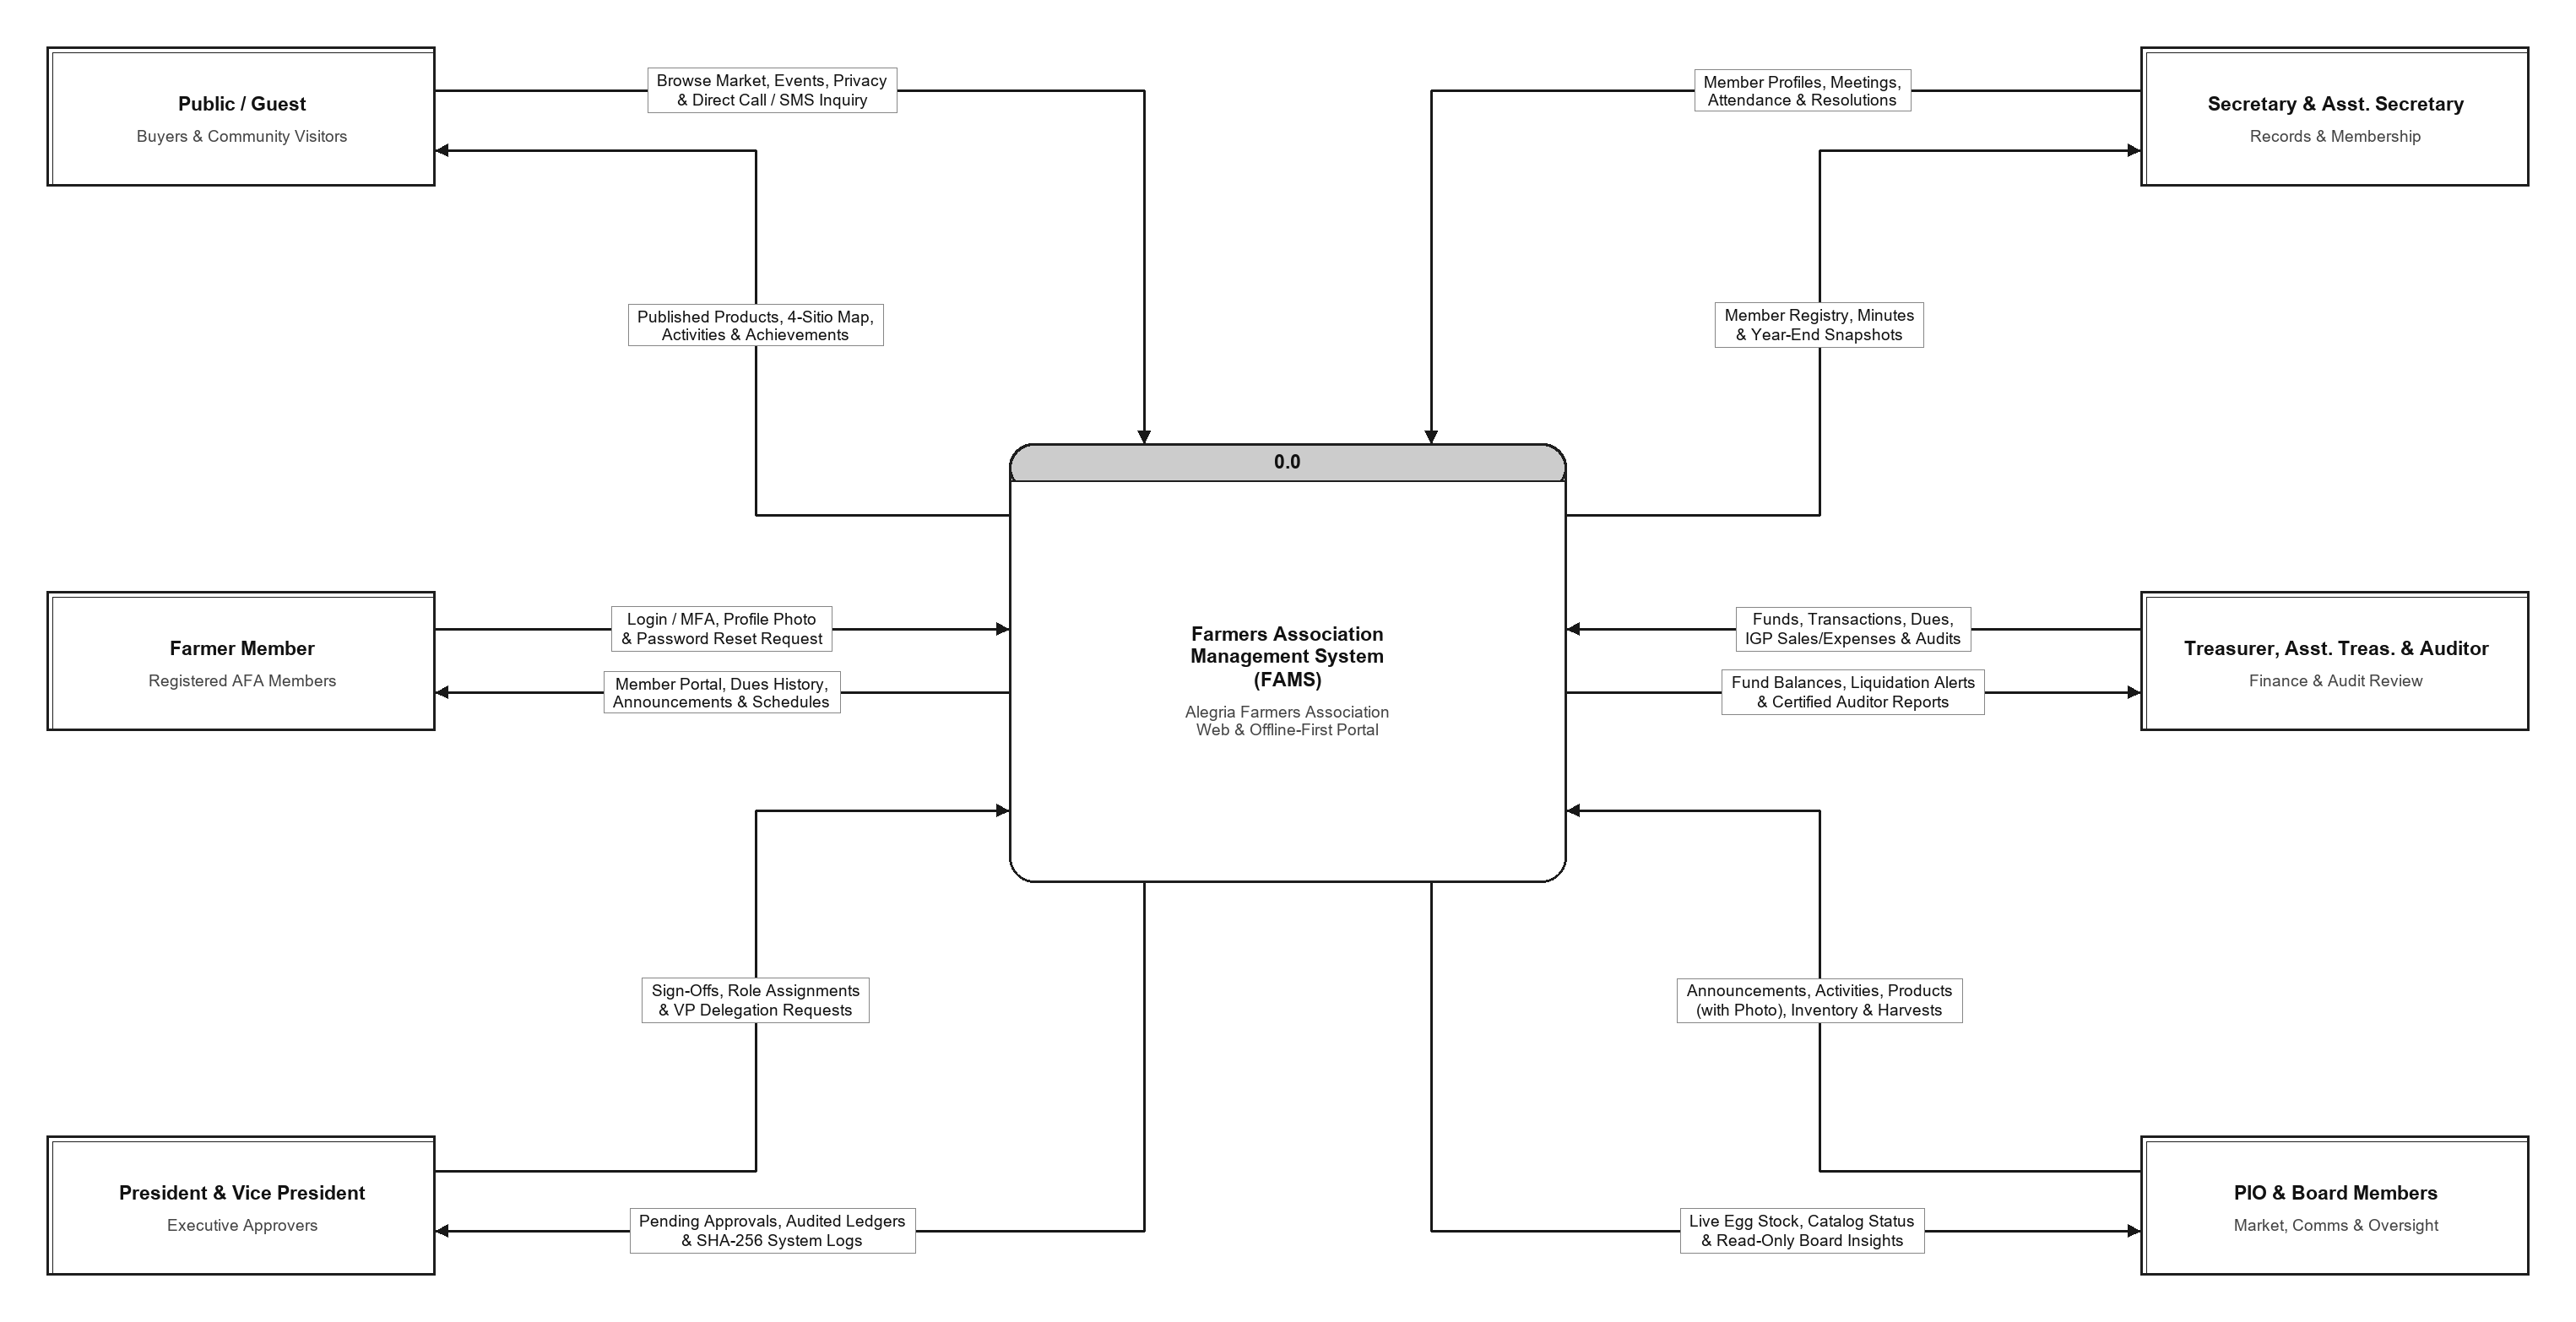 Public / Guest
Buyers & Community Visitors
Browse Market, Events, Privacy
& Direct Call / SMS Inquiry
Member Profiles, Meetings,
Attendance & Resolutions
Secretary & Asst. Secretary
Records & Membership
Published Products, 4-Sitio Map,
Activities & Achievements
Member Registry, Minutes
& Year-End Snapshots
0.0
Farmer Member
Registered AFA Members
Login / MFA, Profile Photo
& Password Reset Request
Member Portal, Dues History,
Announcements & Schedules
Farmers Association
Management System
(FAMS)
Alegria Farmers Association
Web & Offline-First Portal
Funds, Transactions, Dues,
IGP Sales/Expenses & Audits
Fund Balances, Liquidation Alerts
& Certified Auditor Reports
Treasurer, Asst. Treas. & Auditor
Finance & Audit Review
Sign-Offs, Role Assignments
& VP Delegation Requests
Announcements, Activities, Products
(with Photo), Inventory & Harvests
President & Vice President
Executive Approvers
Pending Approvals, Audited Ledgers
& SHA-256 System Logs
Live Egg Stock, Catalog Status
& Read-Only Board Insights
PIO & Board Members
Market, Comms & Oversight